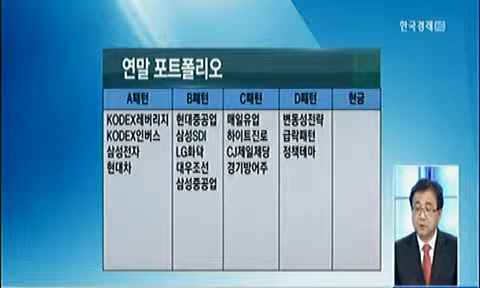 한국경제
연말 포트폴리오
A패턴 B패턴 C패턴 D패턴 현금
KODEX레버리지 현대중공업 매일유업 변동성전략
KODEX인버스 삼성SDI 하이트진로 급락패턴
삼성전자 LG화학 CJ제일제당 정책테마
현대차 대우조선 경기방어주
삼성중공업